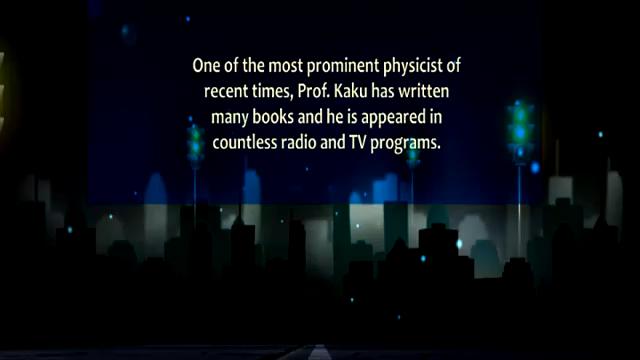 One of the most prominent physicist of
recent times, Prof. Kaku has written
many books and he is appeared in
countless radio and TV programs.